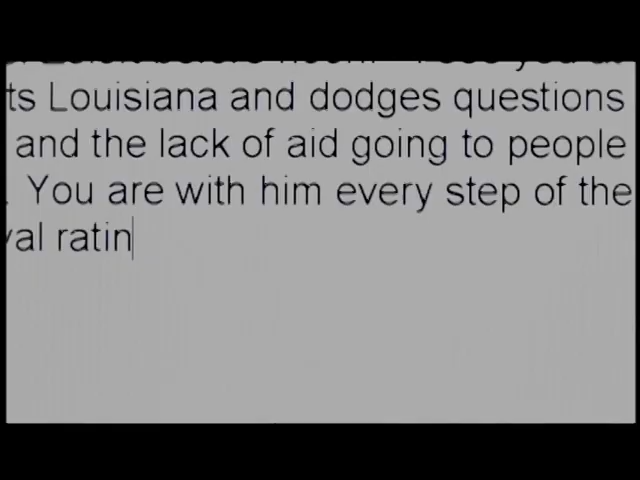 ts Louisiana and dodges questions
and the lack of aid going to people
. You are with him every step of the
val ratin